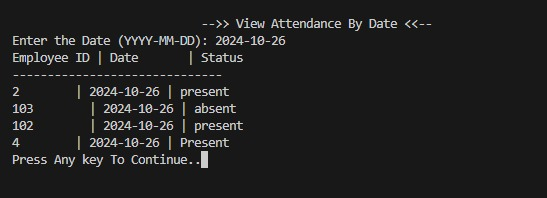 -->> View Attendance By Date <<--
Enter the Date (YYYY-MM-DD): 2024-10-26
Employee ID | Date       | Status
------------------------------
2        | 2024-10-26 | present
103        | 2024-10-26 | absent
102        | 2024-10-26 | present
4        | 2024-10-26 | Present
Press Any key To Continue..